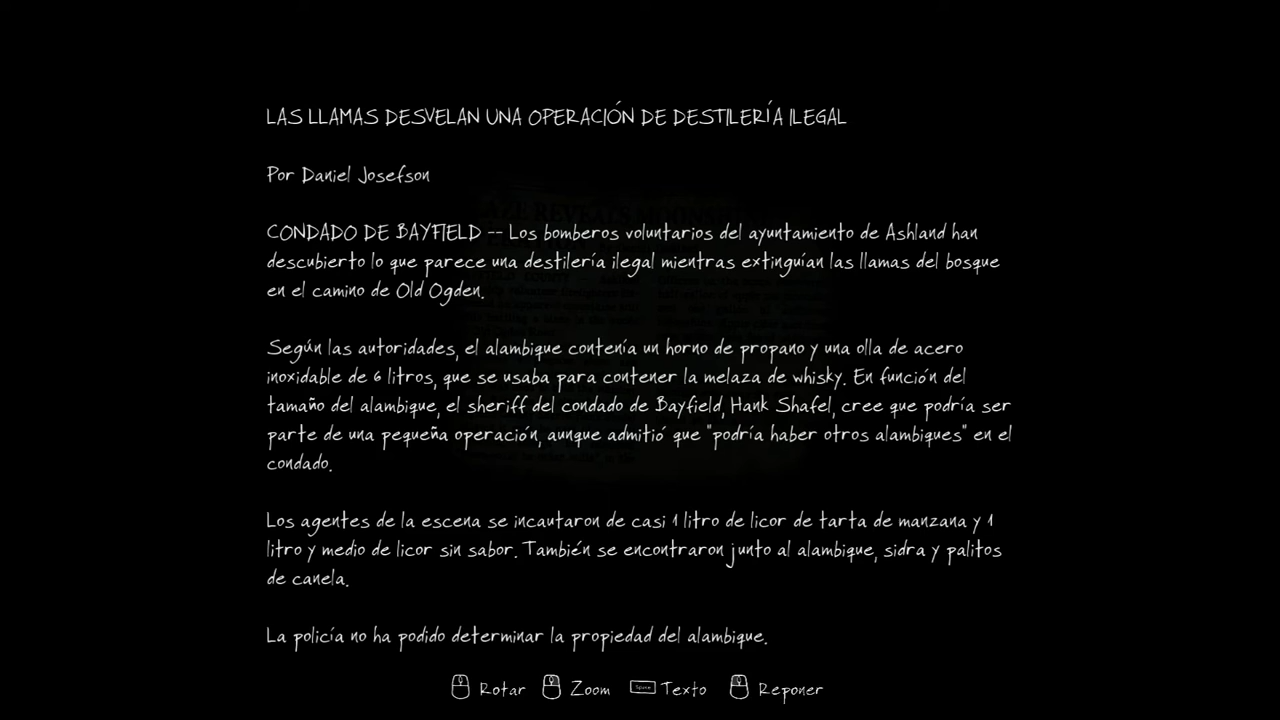 LAS LLAMAS DESVELAN UNA OPERACIÓN DE DESTILERÍA ILEGAL
Por Daniel Josefson
CONDADO DE BAYFIELD -- Los bomberos voluntarios del ayuntamiento de Ashland han
descubierto lo que parece una destilería ilegal mientras extinguían las llamas del bosque
en el camino de Old Ogden.
Según las autoridades, el alambique contenía un horno de propano y una olla de acero
inoxidable de 6 litros, que se usaba para contener la melaza de whisky. En función del
tamaño del alambique, el sheriff del condado de Bayfield, Hank Shafel, cree que podría ser
parte de una pequeña operación, aunque admitió que "podría haber otros alambiques" en el
condado.
Los agentes de la escena se incautaron de casi 1 litro de licor de tarta de manzana y 1
litro y medio de licor sin sabor. También se encontraron junto al alambique, sidra y palitos
de canela.
La policía no ha podido determinar la propiedad del alambique.
Rotar Zoom Texto Reponer